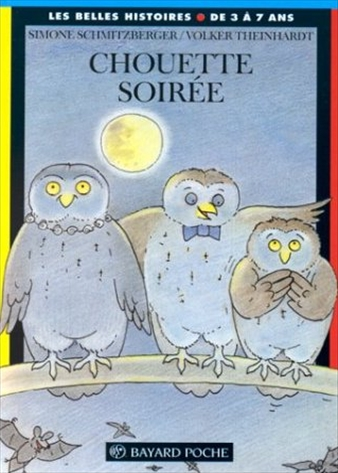 LES BELLES HISTOIRES • DE 3 À 7 ANS
SIMONE SCHMITZBERGER / VOLKER THEINHARDT
CHOUETTE
SOIRÉE
BAYARD POCHE